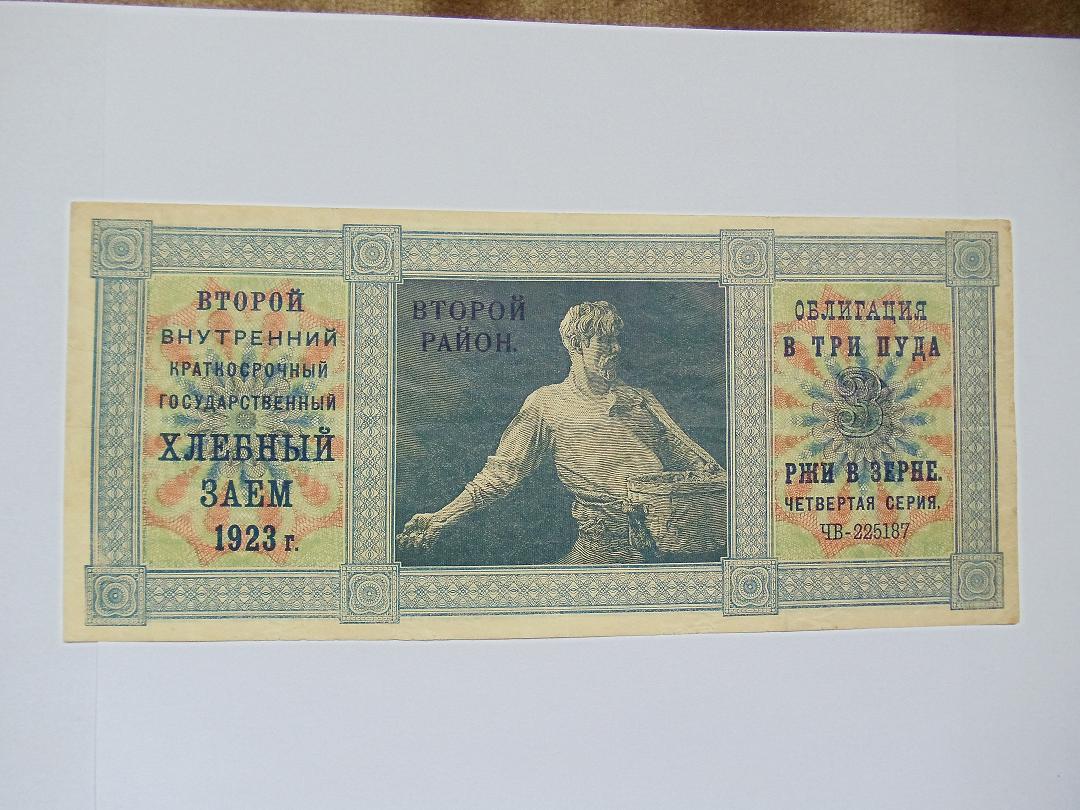 ВТОРОЙ
ВНУТРЕННИЙ
КРАТКОСРОЧНЫЙ
ГОСУДАРСТВЕННЫЙ
ХЛЕБНЫЙ
ЗАЕМ
1923 г.
ВТОРОЙ
РАЙОН.
ОБЛИГАЦИЯ
В ТРИ ПУДА
3
РЖИ В ЗЕРНЕ.
ЧЕТВЕРТАЯ СЕРИЯ,
ЧВ-225187